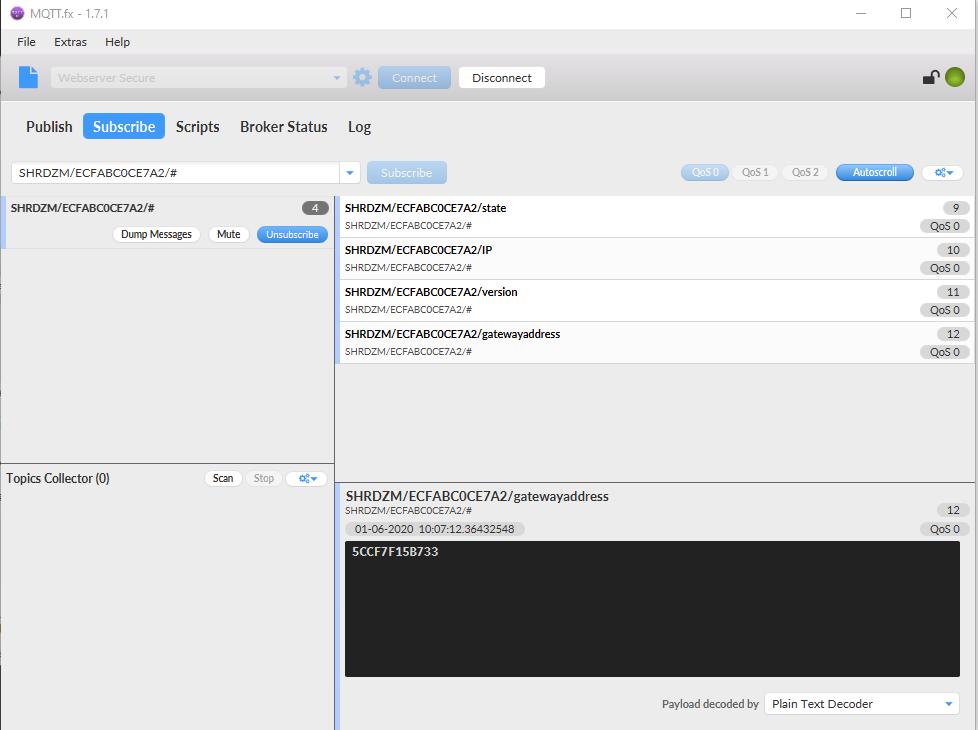 MQTT.fx - 1.7.1
File Extras Help
Webserver Secure Connect Disconnect
Publish Subscribe Scripts Broker Status Log
SHRDZM/ECFABC0CE7A2/# Subscribe QoS 0 QoS 1 QoS 2 Autoscroll
SHRDZM/ECFABC0CE7A2/# 4
Dump Messages Mute Unsubscribe
SHRDZM/ECFABC0CE7A2/state 9
SHRDZM/ECFABC0CE7A2/# QoS 0
SHRDZM/ECFABC0CE7A2/IP 10
SHRDZM/ECFABC0CE7A2/# QoS 0
SHRDZM/ECFABC0CE7A2/version 11
SHRDZM/ECFABC0CE7A2/# QoS 0
SHRDZM/ECFABC0CE7A2/gatewayaddress 12
SHRDZM/ECFABC0CE7A2/# QoS 0
Topics Collector (0) Scan Stop
SHRDZM/ECFABC0CE7A2/gatewayaddress
SHRDZM/ECFABC0CE7A2/# 12
01-06-2020 10:07:12.36432548 QoS 0
5CCF7F15B733
Payload decoded by Plain Text Decoder